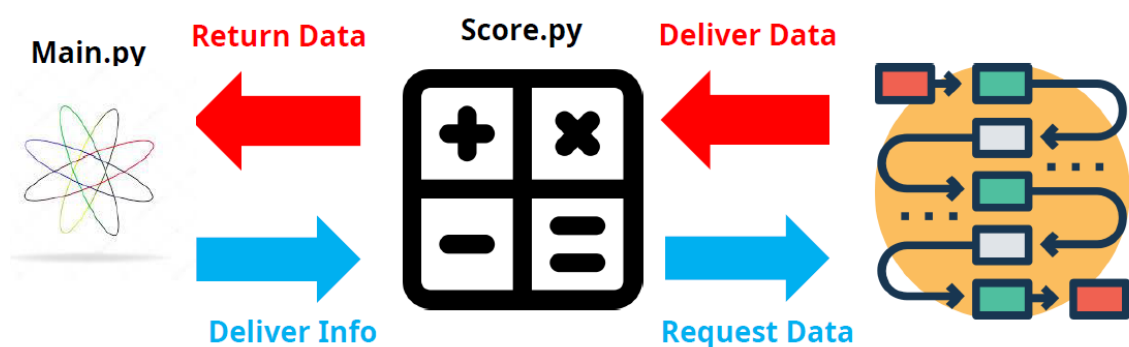 Main.py
Return Data
Score.py
Deliver Data
Deliver Info
Request Data